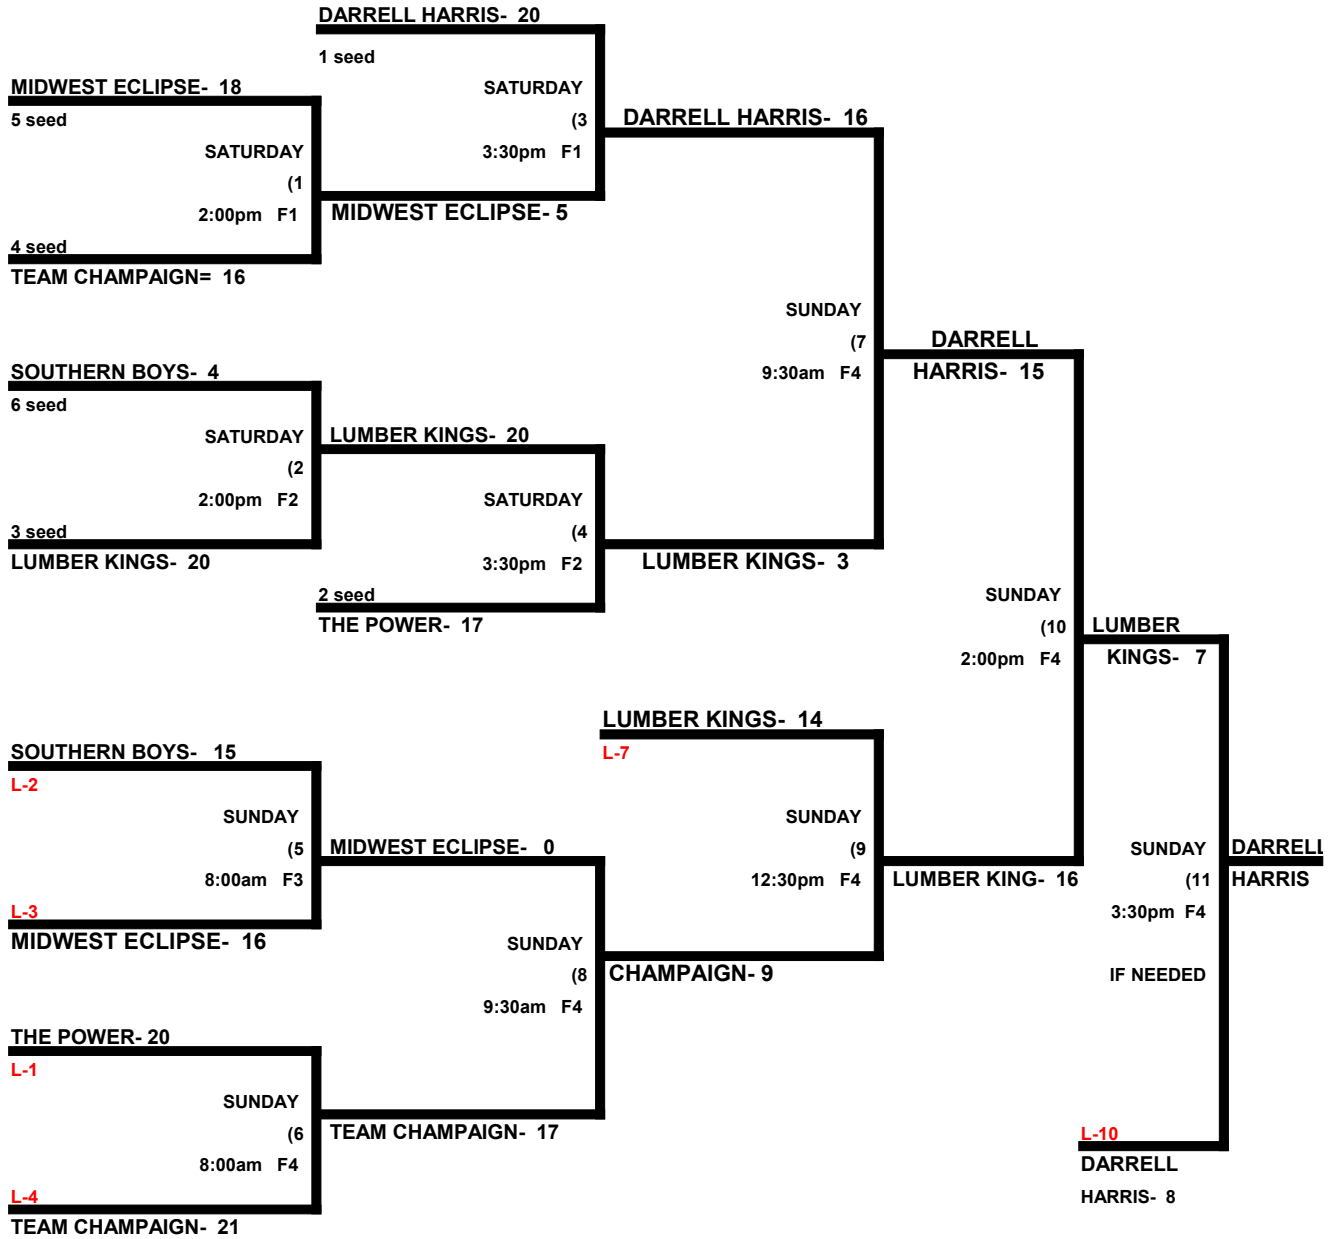 DARRELL HARRIS-  20
1 seed
MIDWEST ECLIPSE-  18
5 seed
SATURDAY
(3
3:30pm   F1
DARRELL HARRIS-  16
SATURDAY
(1
2:00pm   F1
MIDWEST ECLIPSE- 5
4 seed
TEAM CHAMPAIGN=  16
SUNDAY
(7
9:30am   F4
DARRELL
HARRIS-  15
SOUTHERN BOYS-  4
6 seed
SATURDAY
(2
2:00pm   F2
LUMBER KINGS-  20
SATURDAY
(4
3:30pm   F2
3 seed
LUMBER KINGS-  20
LUMBER KINGS-  3
2 seed
THE POWER-  17
SUNDAY
(10
2:00pm   F4
LUMBER
KINGS-   7
LUMBER KINGS-  14
L-7
SOUTHERN BOYS-   15
L-2
SUNDAY
(5
8:00am   F3
MIDWEST ECLIPSE-   0
SUNDAY
(9
12:30pm   F4
LUMBER KING-  16
SUNDAY
(11
3:30pm  F4
IF NEEDED
DARRELL
HARRIS
L-3
MIDWEST ECLIPSE-  16
SUNDAY
(8
9:30am   F4
CHAMPAIGN- 9
THE POWER- 20
L-1
SUNDAY
(6
8:00am   F4
TEAM CHAMPAIGN-  17
L-4
TEAM CHAMPAIGN-  21
L-10
DARRELL
HARRIS-  8